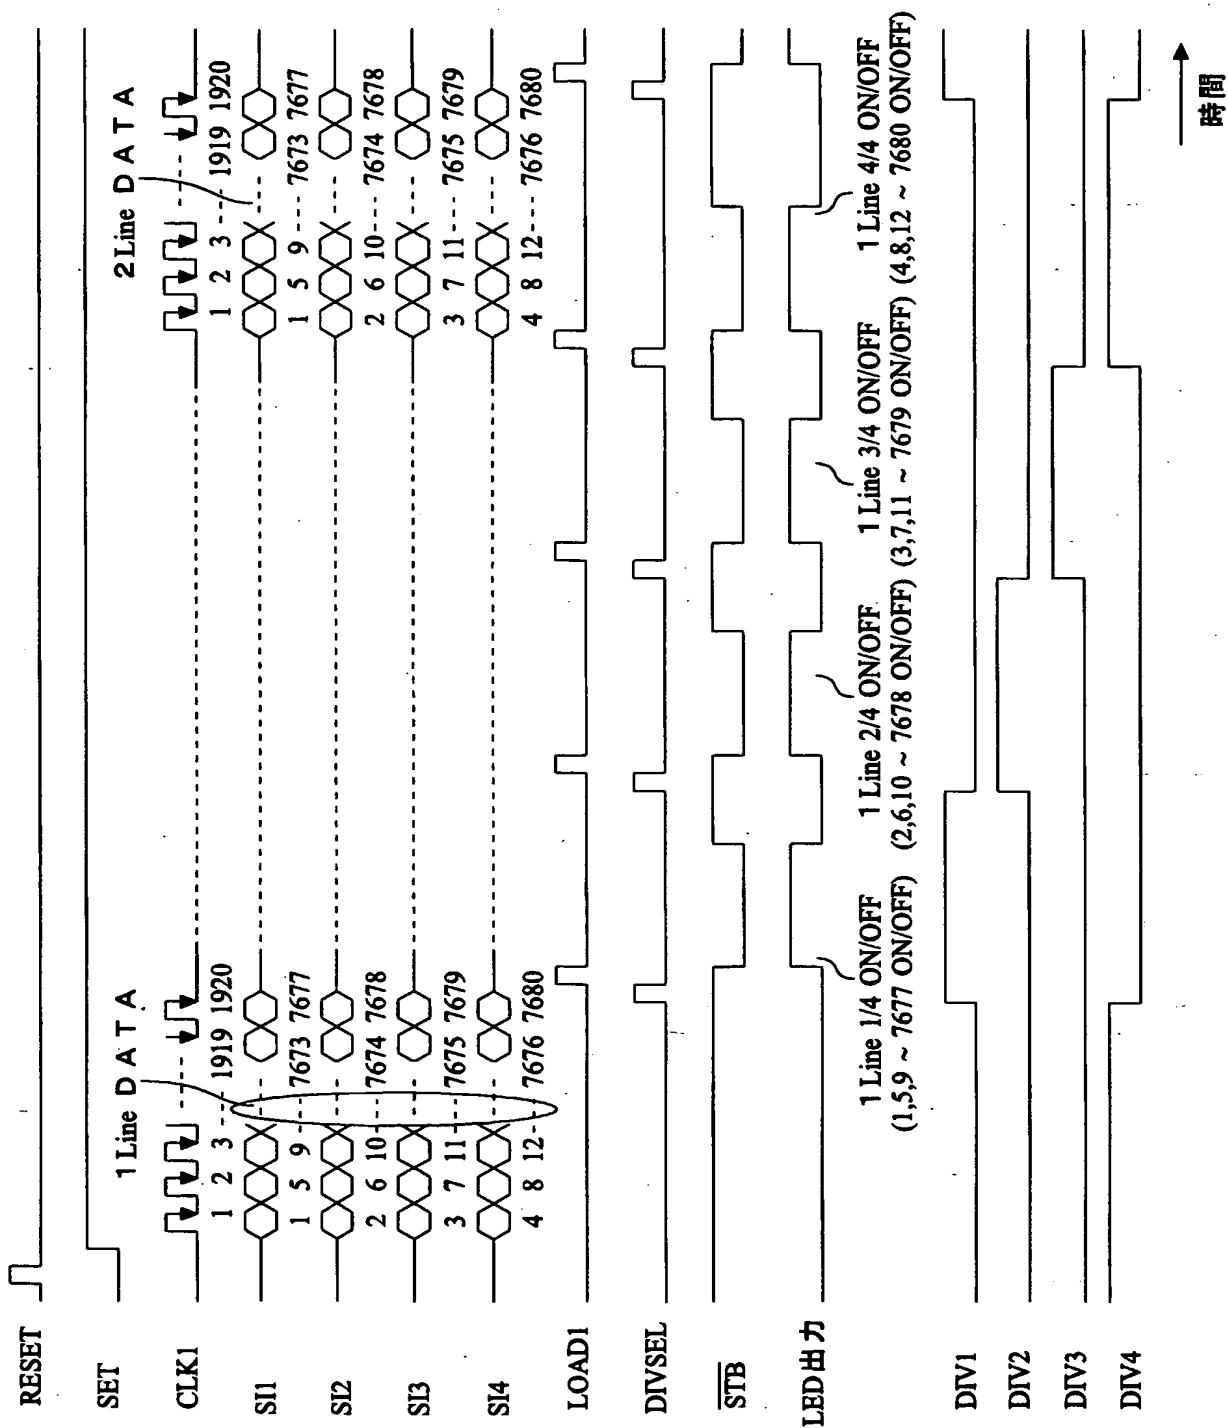 RESET
SET
1 Line DATA
2 Line DATA
CLK1
1 2 3 ---- 1919 1920
1 2 3 ---- 1919 1920
SI1
1 5 9 ---- 7673 7677
1 5 9 ---- 7673 7677
SI2
2 6 10 ---- 7674 7678
2 6 10 ---- 7674 7678
SI3
3 7 11 ---- 7675 7679
3 7 11 ---- 7675 7679
SI4
4 8 12 ---- 7676 7680
4 8 12 ---- 7676 7680
LOAD1
DIVSEL
STB
LED出力
1 Line 1/4 ON/OFF
(1,5,9 ~ 7677 ON/OFF)
1 Line 2/4 ON/OFF
(2,6,10 ~ 7678 ON/OFF)
1 Line 3/4 ON/OFF
(3,7,11 ~ 7679 ON/OFF)
1 Line 4/4 ON/OFF
(4,8,12 ~ 7680 ON/OFF)
DIV1
DIV2
DIV3
DIV4
時間